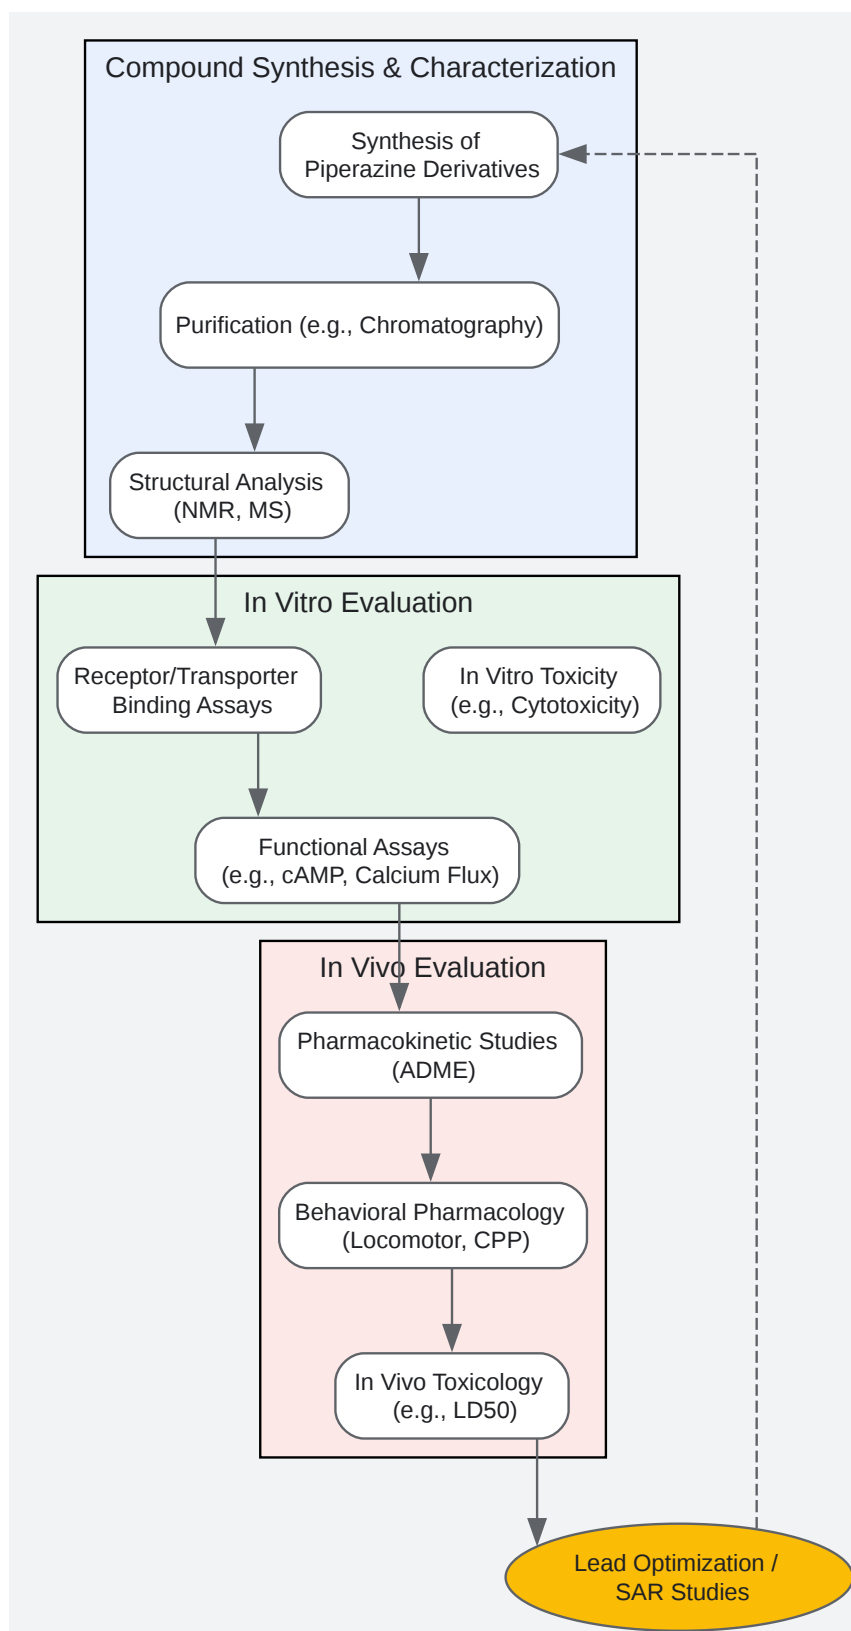 Compound Synthesis & Characterization
Synthesis of
Piperazine Derivatives
Purification (e.g., Chromatography)
Structural Analysis
(NMR, MS)
In Vitro Evaluation
Receptor/Transporter
Binding Assays
In Vitro Toxicity
(e.g., Cytotoxicity)
Functional Assays
(e.g., cAMP, Calcium Flux)
In Vivo Evaluation
Pharmacokinetic Studies
(ADME)
Behavioral Pharmacology
(Locomotor, CPP)
In Vivo Toxicology
(e.g., LD50)
Lead Optimization /
SAR Studies